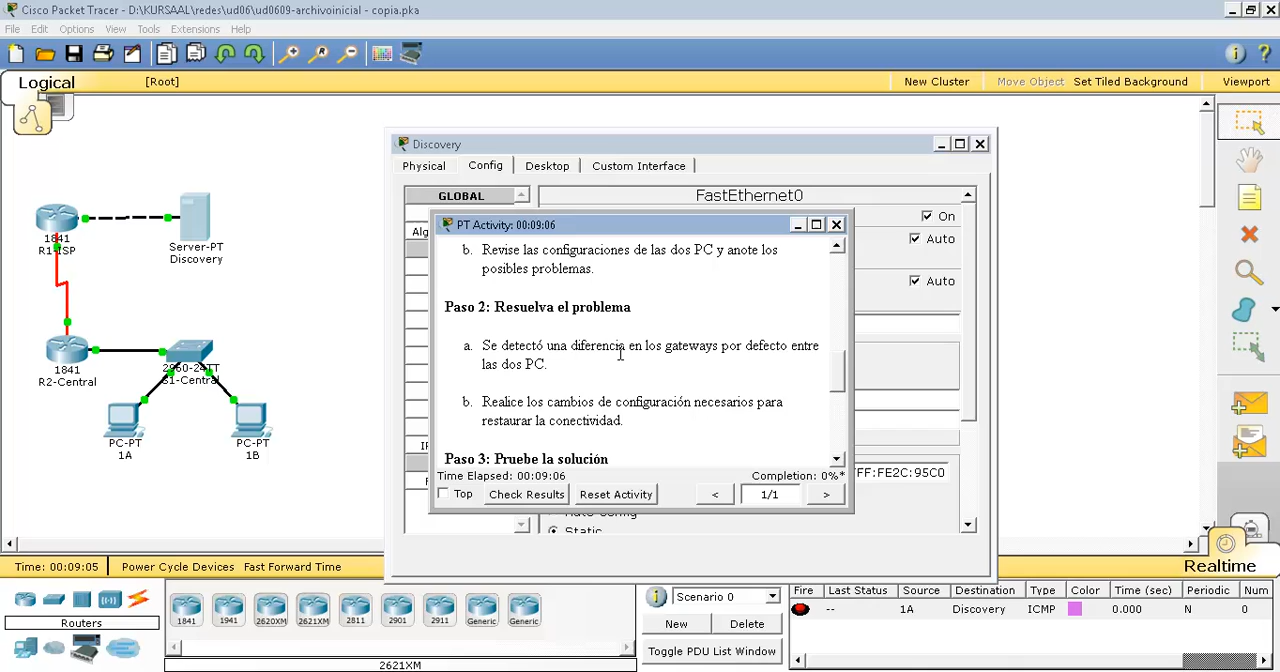 Cisco Packet Tracer - D:\KURSAAL\redes\ud06\ud0609-archivoinicial - copia.pka
File Edit Options View Tools Extensions Help
Logical [Root] New Cluster Move Object Set Tiled Background Viewport
Discovery
Physical Config Desktop Custom Interface
GLOBAL FastEthernet0
On
Auto
Auto
PT Activity: 00:09:06
b. Revise las configuraciones de las dos PC y anote los
posibles problemas.
Paso 2: Resuelva el problema
a. Se detectó una diferencia en los gateways por defecto entre
las dos PC.
b. Realice los cambios de configuración necesarios para
restaurar la conectividad.
Paso 3: Pruebe la solución
Time Elapsed: 00:09:06 Completion: 0%*
Top Check Results Reset Activity < 1/1 >
FF:FE2C:95C0
Static
1841
R1-ISP
Server-PT
Discovery
1841
R2-Central
2960-24TT
S1-Central
PC-PT
1A
PC-PT
1B
Time: 00:09:05 Power Cycle Devices Fast Forward Time Realtime
Routers
1841 1941 2620XM 2621XM 2811 2901 2911 Generic Generic
2621XM
Scenario 0
New Delete
Toggle PDU List Window
Fire Last Status Source Destination Type Color Time (sec) Periodic Num
-- 1A Discovery ICMP 0.000 N 0